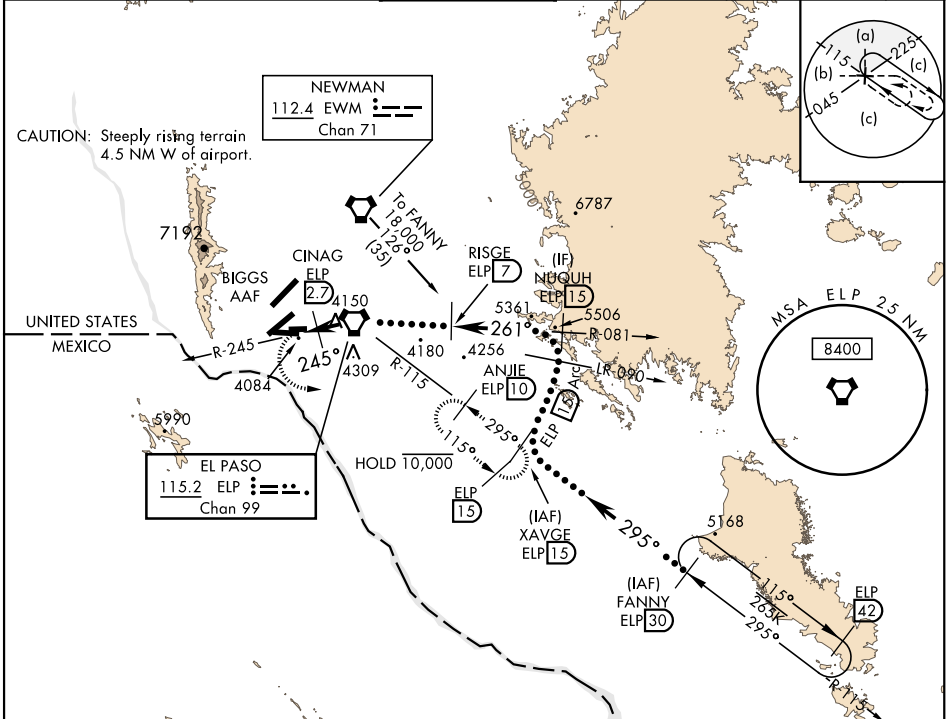 NEWMAN
112.4 EWM
Chan 71
CAUTION: Steeply rising terrain
4.5 NM W of airport.
(a)
115
225
(b)
(c)
045
(c)
5000
6787
To FANNY
18,000
126°
(35)
7192
CINAG
ELP
2.7
BIGGS
AAF
4150
RISGE
ELP 7
(IF)
NUQUH
ELP 15
5361
5506
261°
R-081
UNITED STATES
MEXICO
R-245
245°
4180
4256
LR-090
4084
4309
R-115
ANJIE
ELP 10
ELP 15 Arc
MSA ELP 25 NM
8400
5990
295°
115°
HOLD 10,000
EL PASO
115.2 ELP
Chan 99
ELP
15
(IAF)
XAVGE
ELP 15
295°
5168
(IAF)
FANNY
ELP 30
115°
265K
295°
ELP
42
R-115